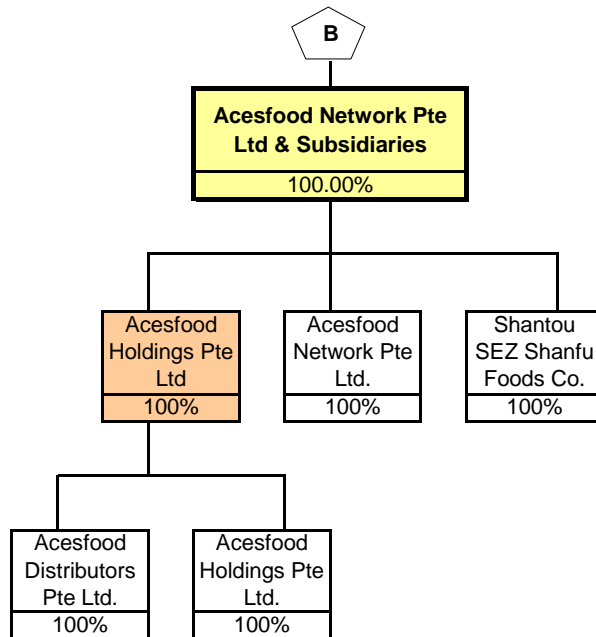 B
Acesfood Network Pte
Ltd & Subsidiaries
100.00%
Acesfood
Holdings Pte
Ltd
100%
Acesfood
Network Pte
Ltd.
100%
Shantou
SEZ Shanfu
Foods Co.
100%
Acesfood
Distributors
Pte Ltd.
100%
Acesfood
Holdings Pte
Ltd.
100%